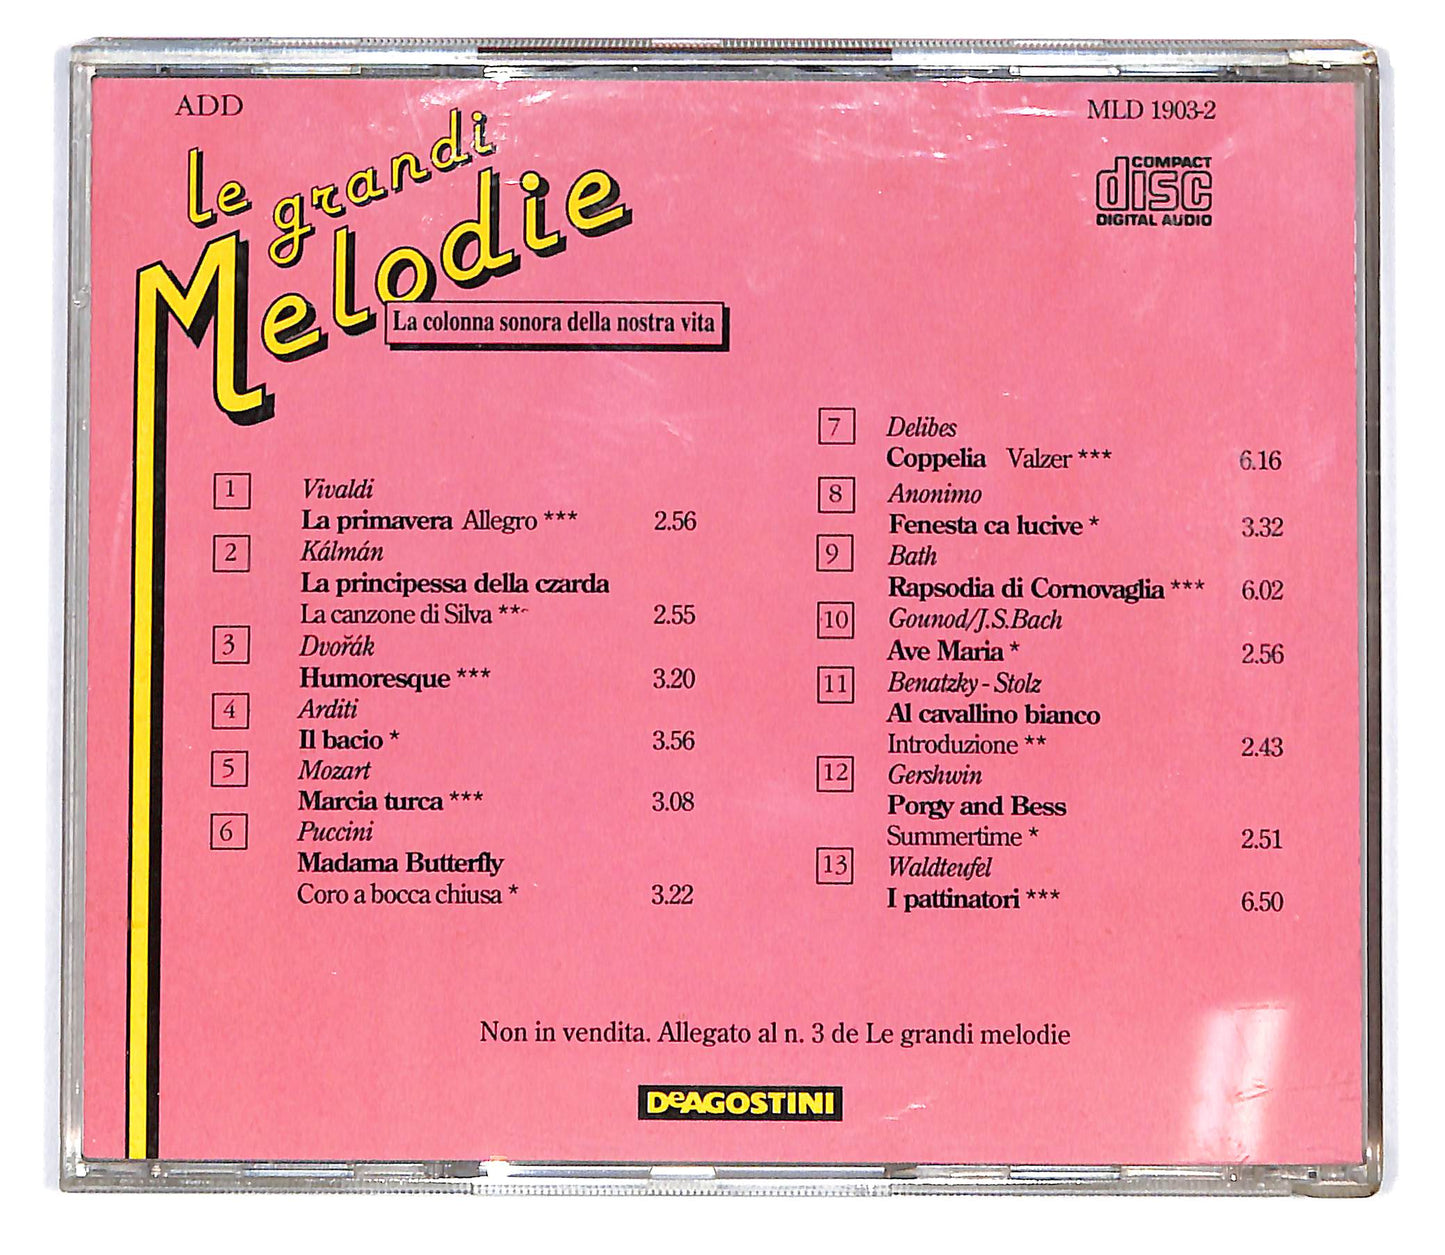 ADD
MLD 1903-2
COMPACT
disc
DIGITAL AUDIO
le grandi
Melodie
La colonna sonora della nostra vita
1 Vivaldi
La primavera Allegro *** 2.56
2 Kálmán
La principessa della czarda
La canzone di Silva *** 2.55
3 Dvořák
Humoresque *** 3.20
4 Arditi
Il bacio * 3.56
5 Mozart
Marcia turca *** 3.08
6 Puccini
Madama Butterfly
Coro a bocca chiusa * 3.22
7 Delibes
Coppelia Valzer *** 6.16
8 Anonimo
Fenesta ca lucive * 3.32
9 Bath
Rapsodia di Cornovaglia *** 6.02
10 Gounod/J.S.Bach
Ave Maria * 2.56
11 Benatzky-Stolz
Al cavallino bianco
Introduzione ** 2.43
12 Gershwin
Porgy and Bess
Summertime * 2.51
13 Waldteufel
I pattinatori *** 6.50
Non in vendita. Allegato al n. 3 de Le grandi melodie
DeAGOSTINI